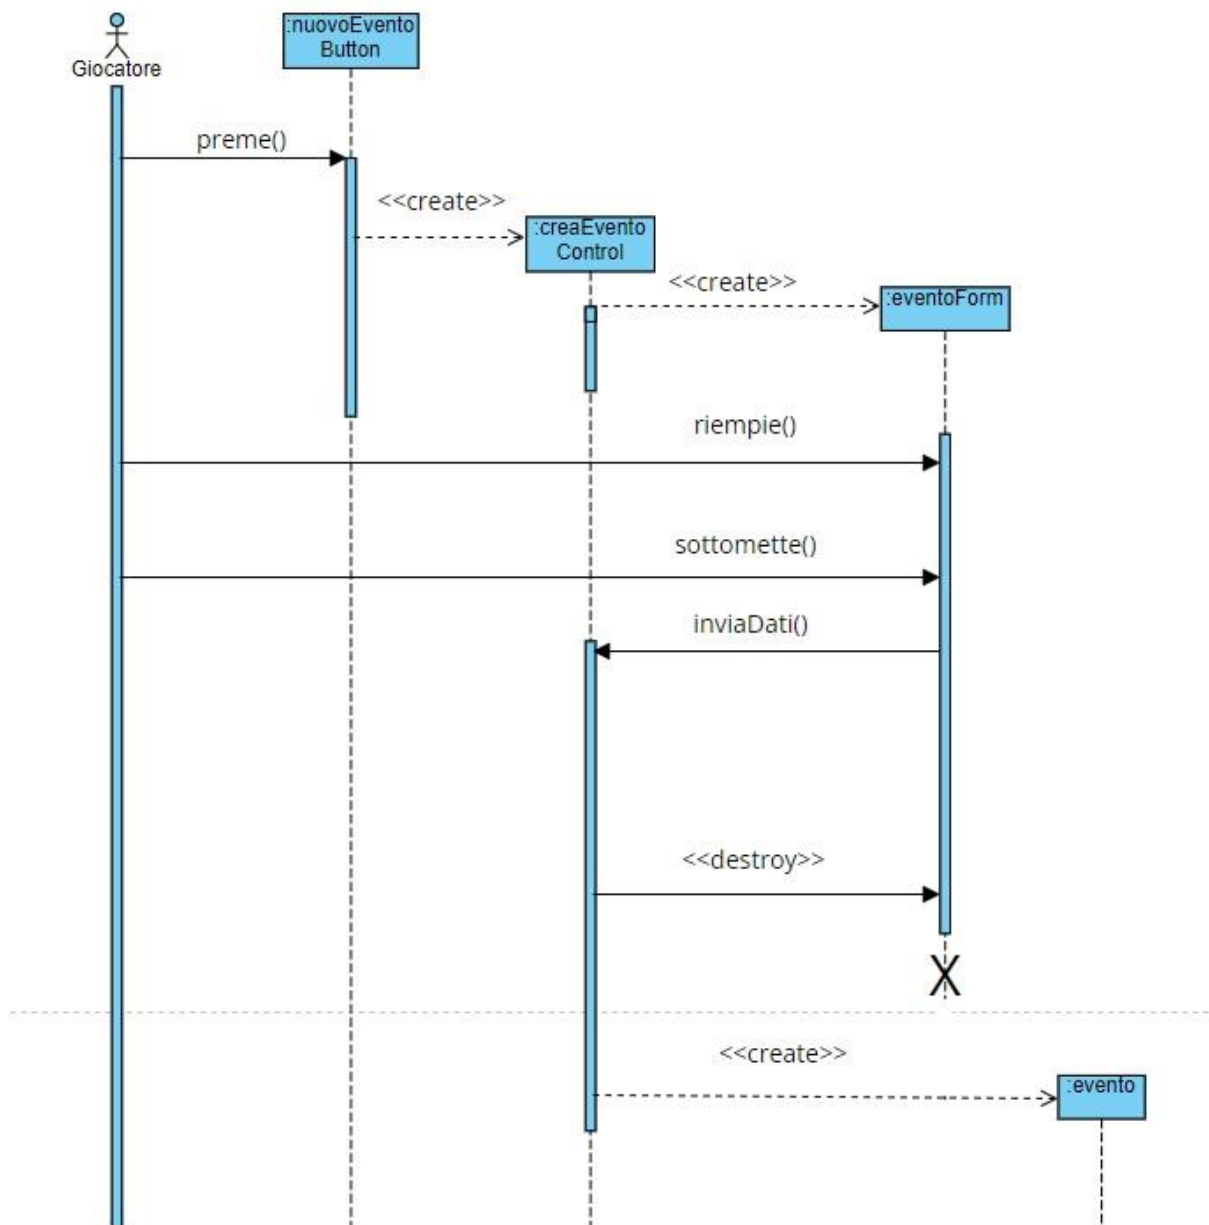 :nuovoEvento
Button
Giocatore
preme()
<<create>>
:creaEvento
Control
<<create>>
:eventoForm
riempie()
sottomette()
inviaDati()
<<destroy>>
X
<<create>>
:evento